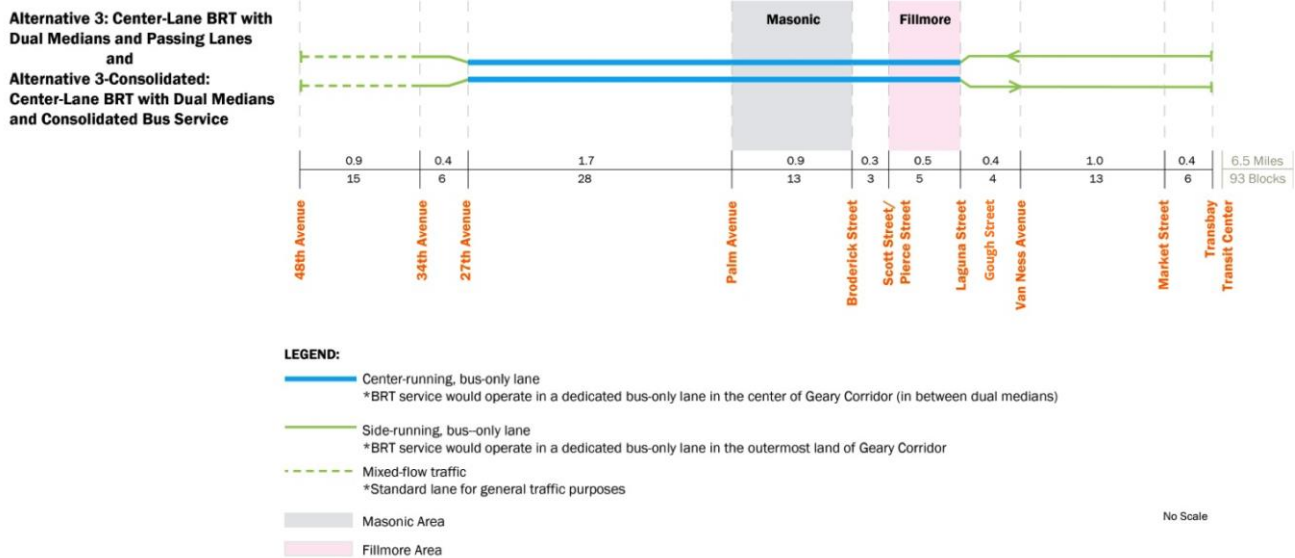 Alternative 3: Center-Lane BRT with
Dual Medians and Passing Lanes
and
Alternative 3-Consolidated:
Center-Lane BRT with Dual Medians
and Consolidated Bus Service
Masonic
Fillmore
0.9 0.4 1.7 0.9 0.3 0.5 0.4 1.0 0.4 6.5 Miles
15 6 28 13 3 5 4 13 6 93 Blocks
48th Avenue
34th Avenue
27th Avenue
Palm Avenue
Broderick Street
Scott Street/
Pierce Street
Laguna Street
Gough Street
Van Ness Avenue
Market Street
Transbay
Transit Center
LEGEND:
Center-running, bus-only lane
*BRT service would operate in a dedicated bus-only lane in the center of Geary Corridor (in between dual medians)
Side-running, bus--only lane
*BRT service would operate in a dedicated bus-only lane in the outermost land of Geary Corridor
Mixed-flow traffic
*Standard lane for general traffic purposes
Masonic Area
Fillmore Area
No Scale